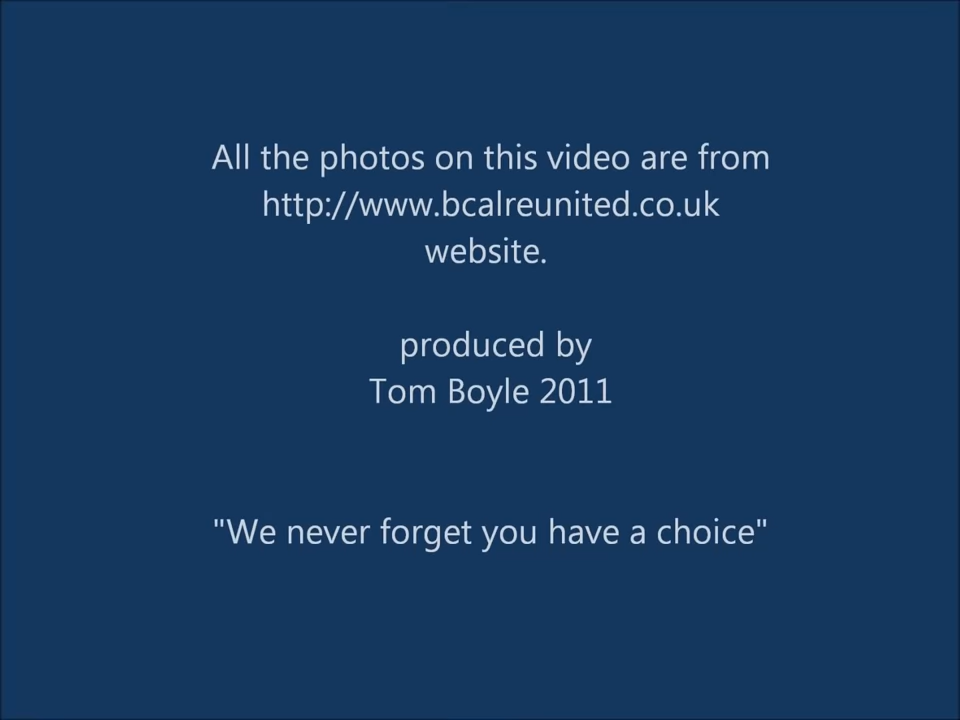 All the photos on this video are from
http://www.bcalreunited.co.uk
website.
produced by
Tom Boyle 2011
"We never forget you have a choice"